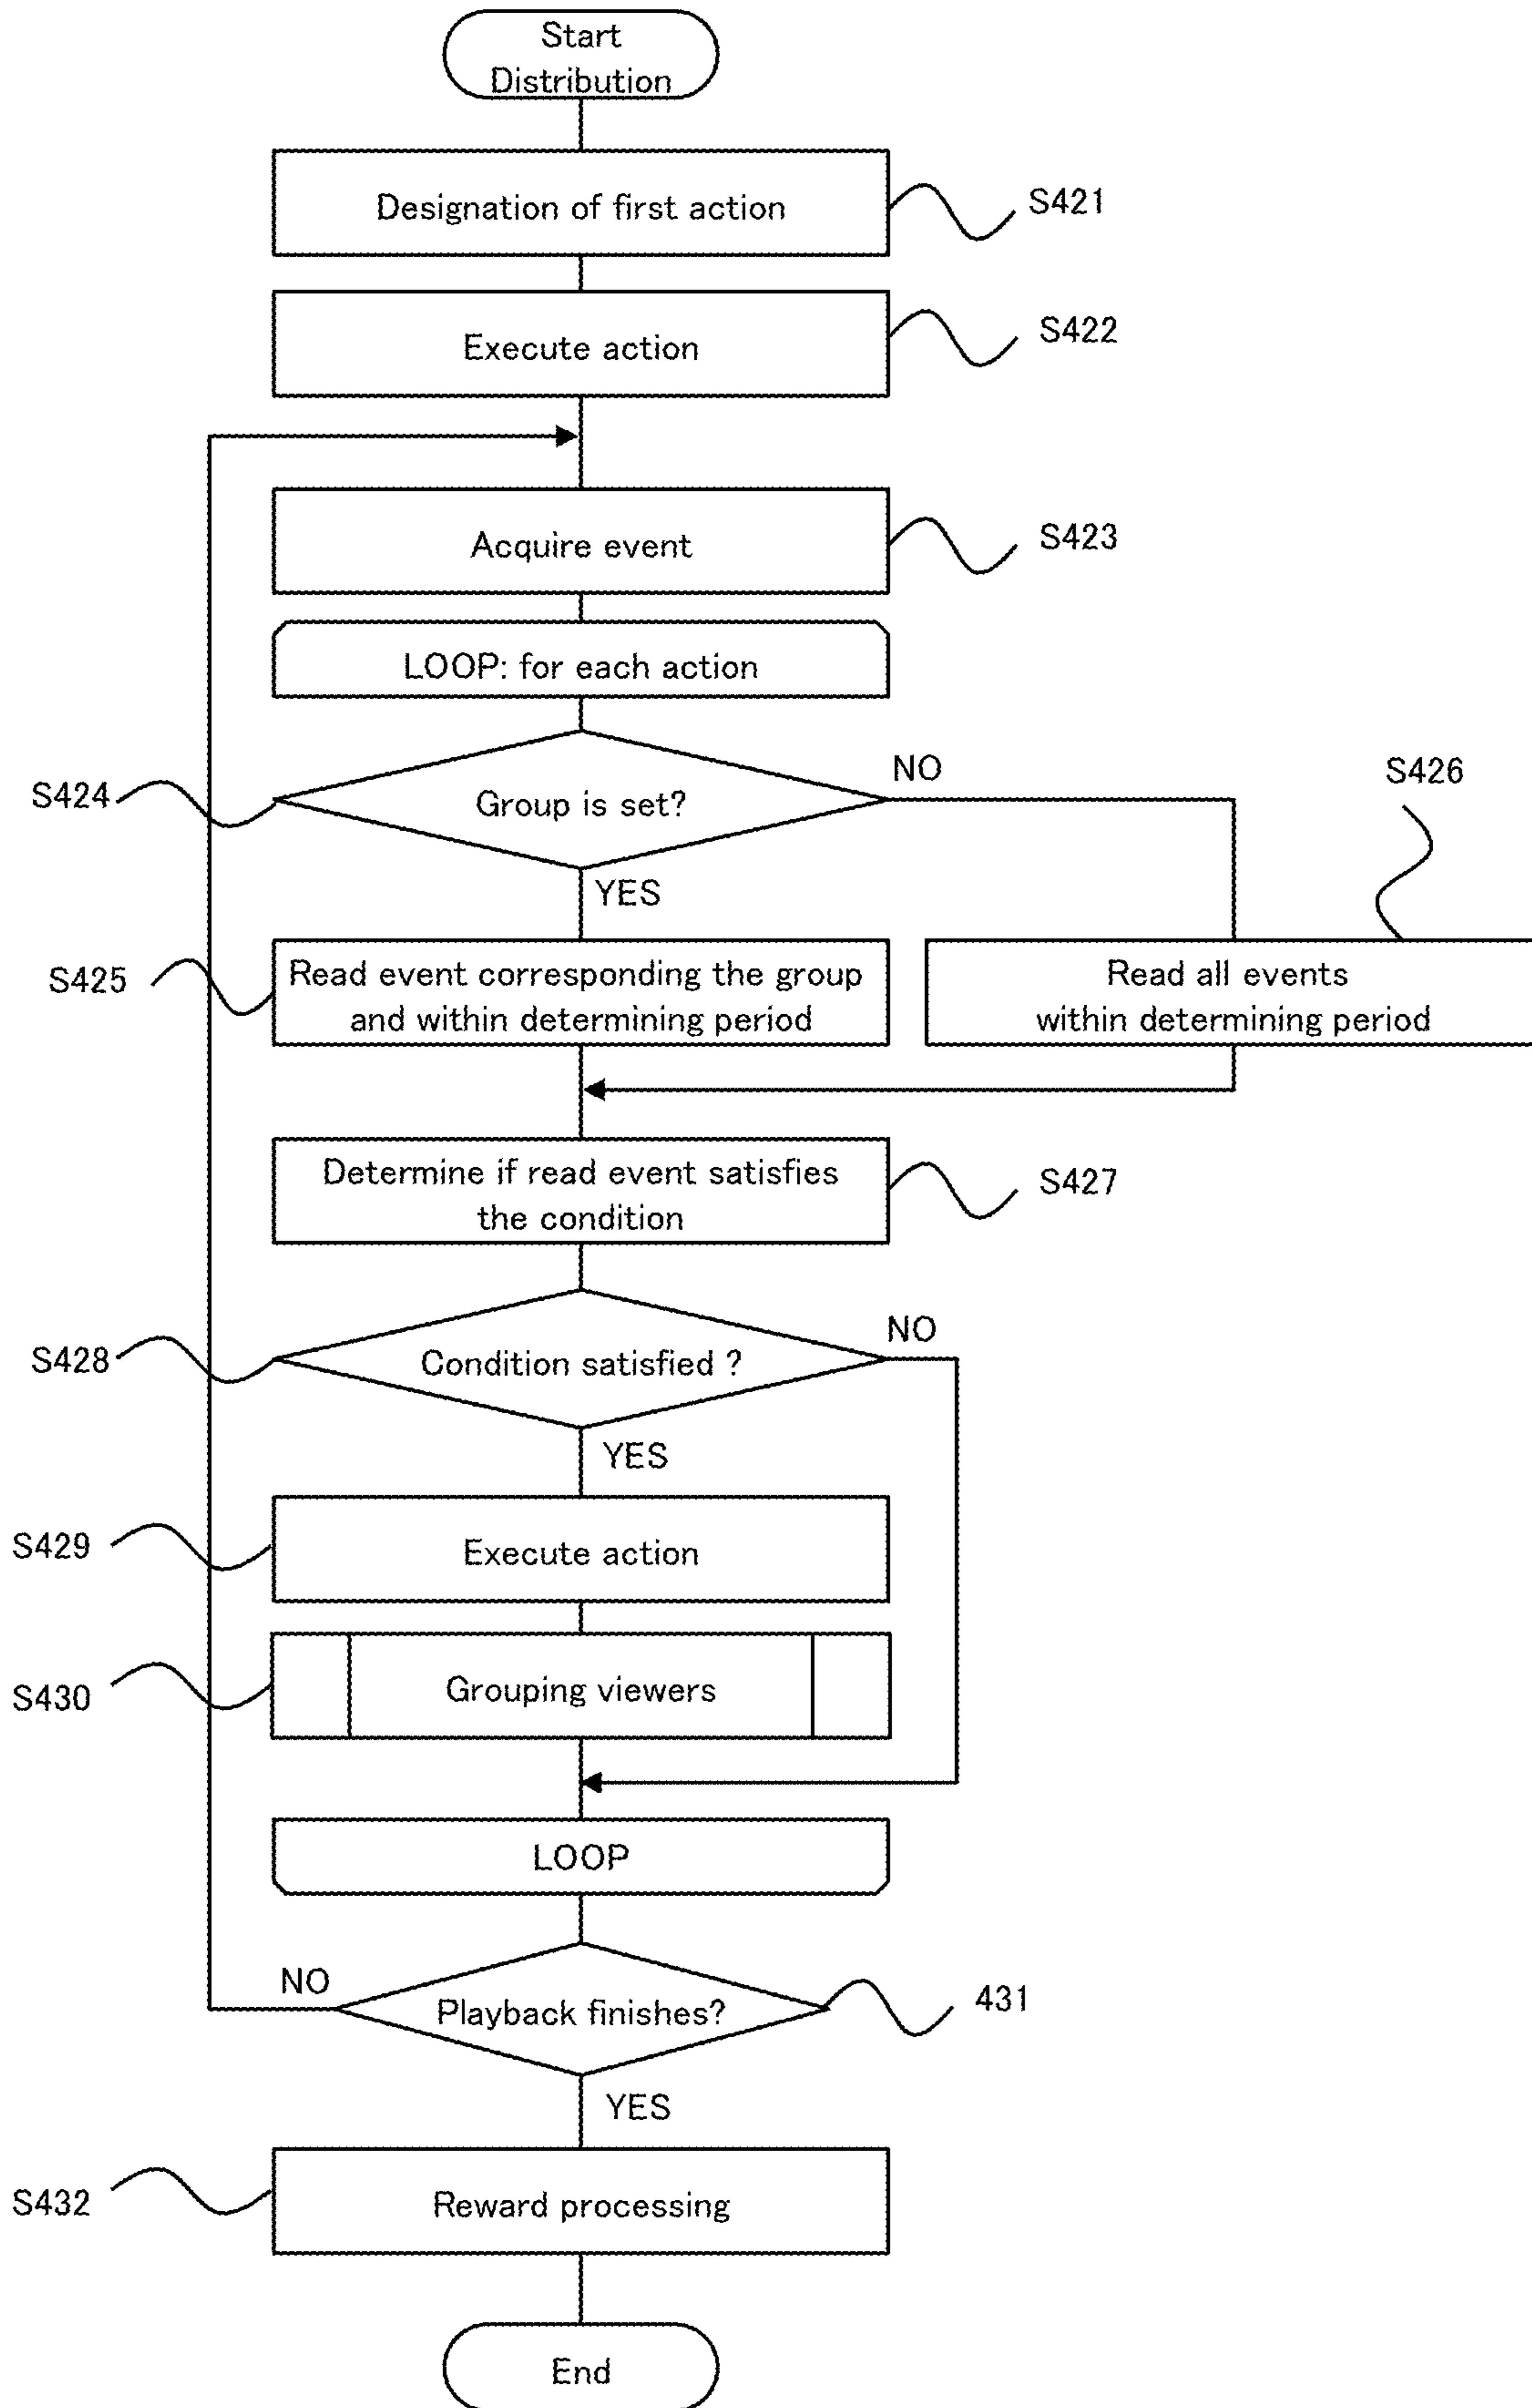 Start
Distribution
Designation of first action
S421
Execute action
S422
Acquire event
S423
LOOP: for each action
S424
Group is set?
NO
S426
YES
S425
Read event corresponding the group
and within determining period
Read all events
within determining period
Determine if read event satisfies
the condition
S427
S428
Condition satisfied ?
NO
YES
S429
Execute action
S430
Grouping viewers
LOOP
NO
Playback finishes?
431
YES
S432
Reward processing
End